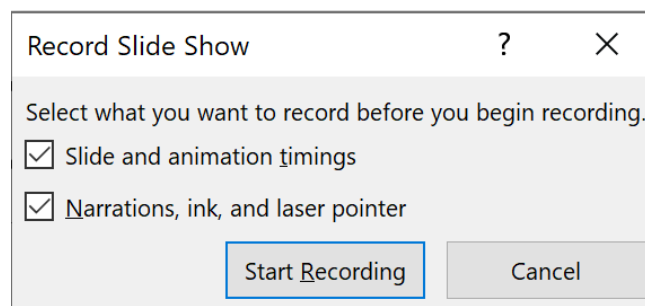 Record Slide Show ? ×
Select what you want to record before you begin recording.
Slide and animation timings
Narrations, ink, and laser pointer
Start Recording Cancel